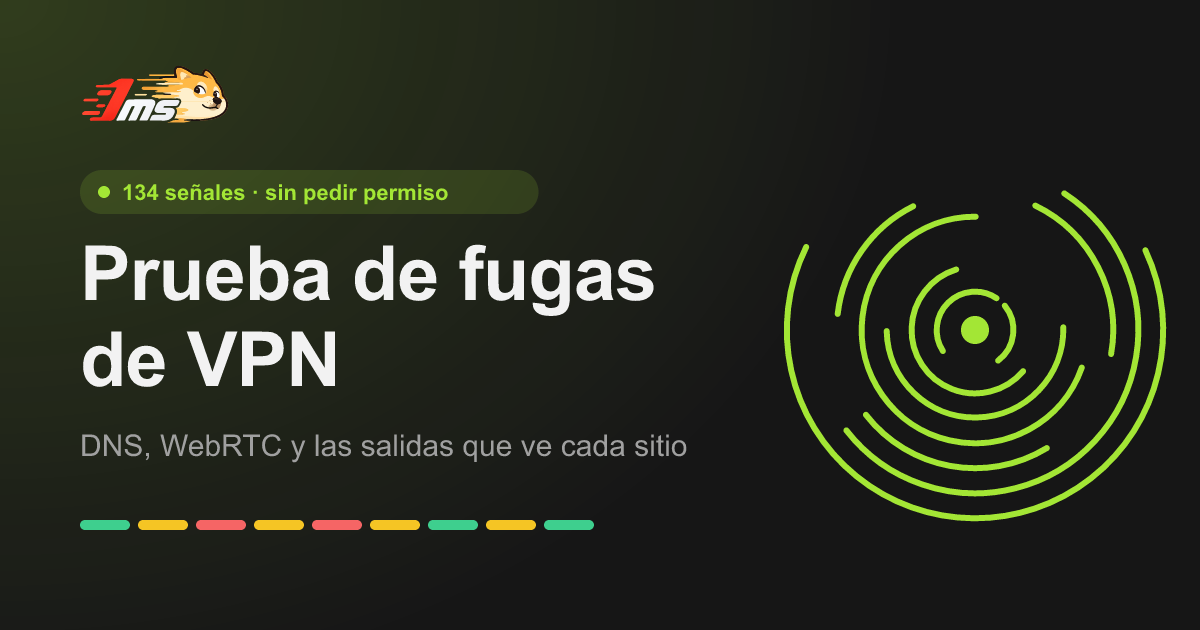 1ms
134 señales · sin pedir permiso
Prueba de fugas
de VPN
DNS, WebRTC y las salidas que ve cada sitio